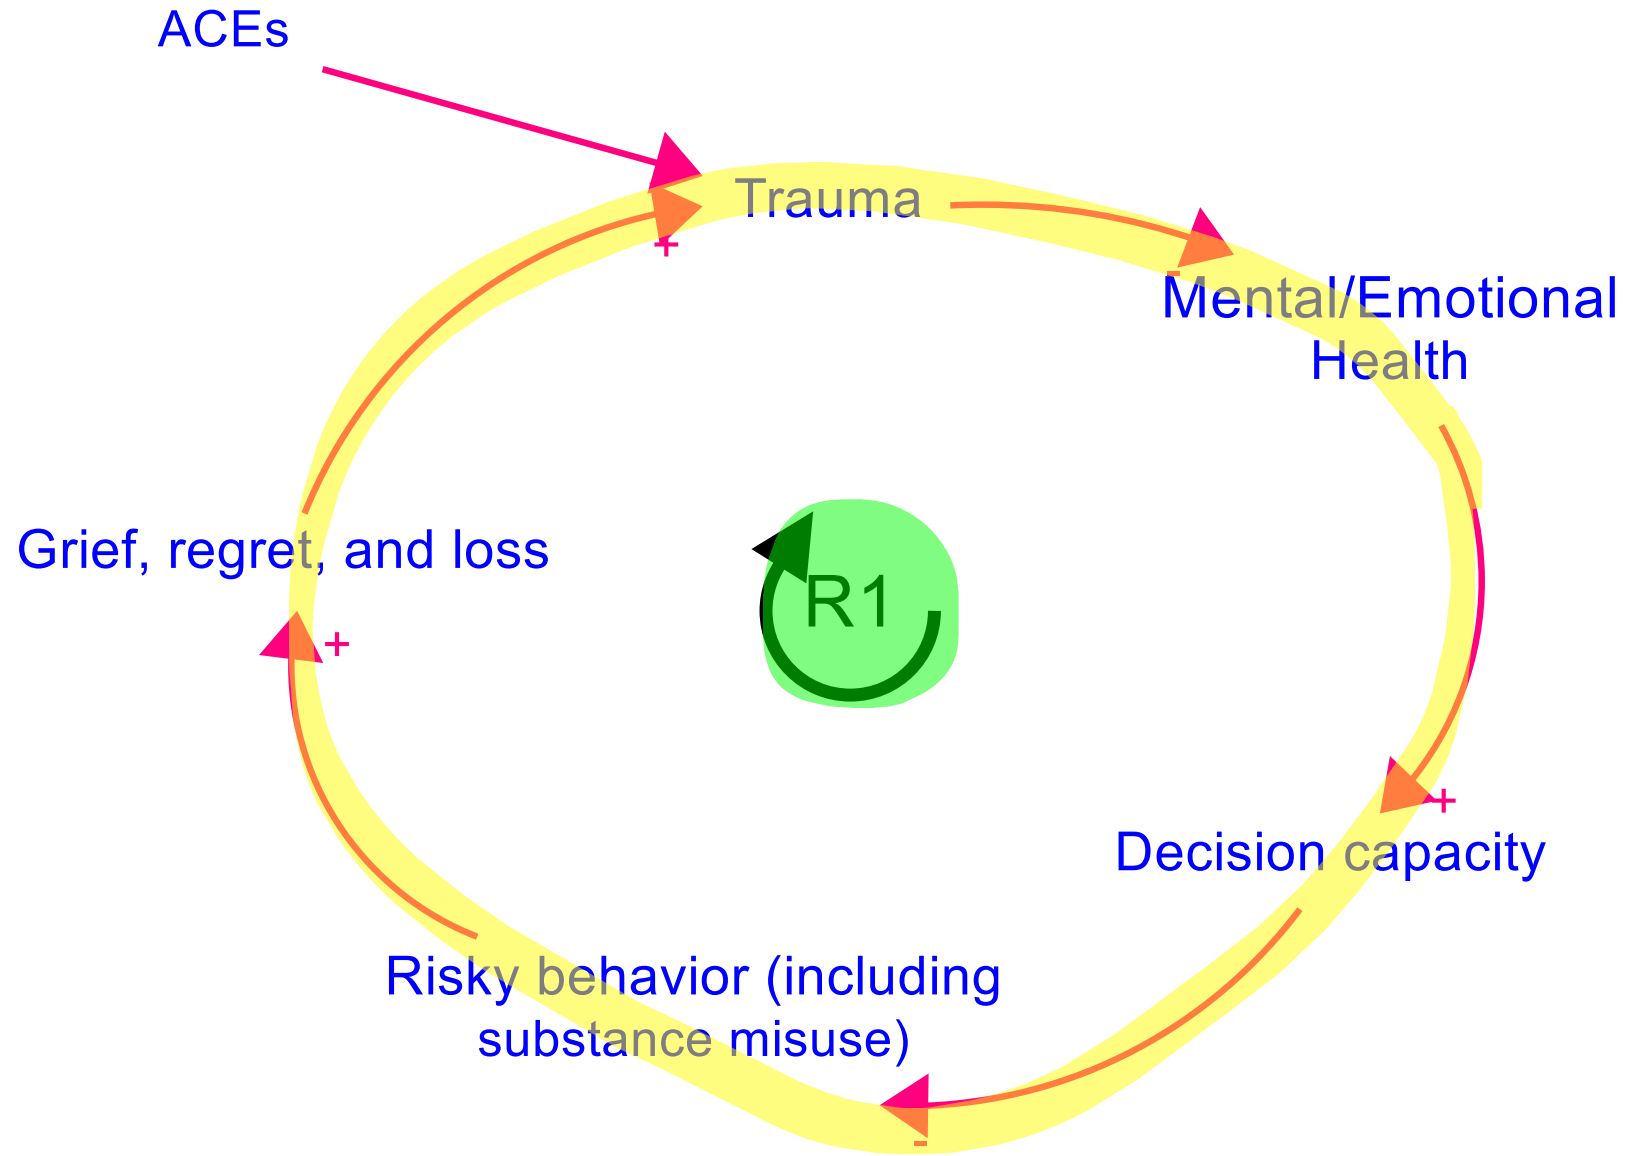 ACEs
Trauma
+
-
Mental/Emotional
Health
Grief, regret, and loss
R1
+
+
Decision capacity
Risky behavior (including
substance misuse)
-